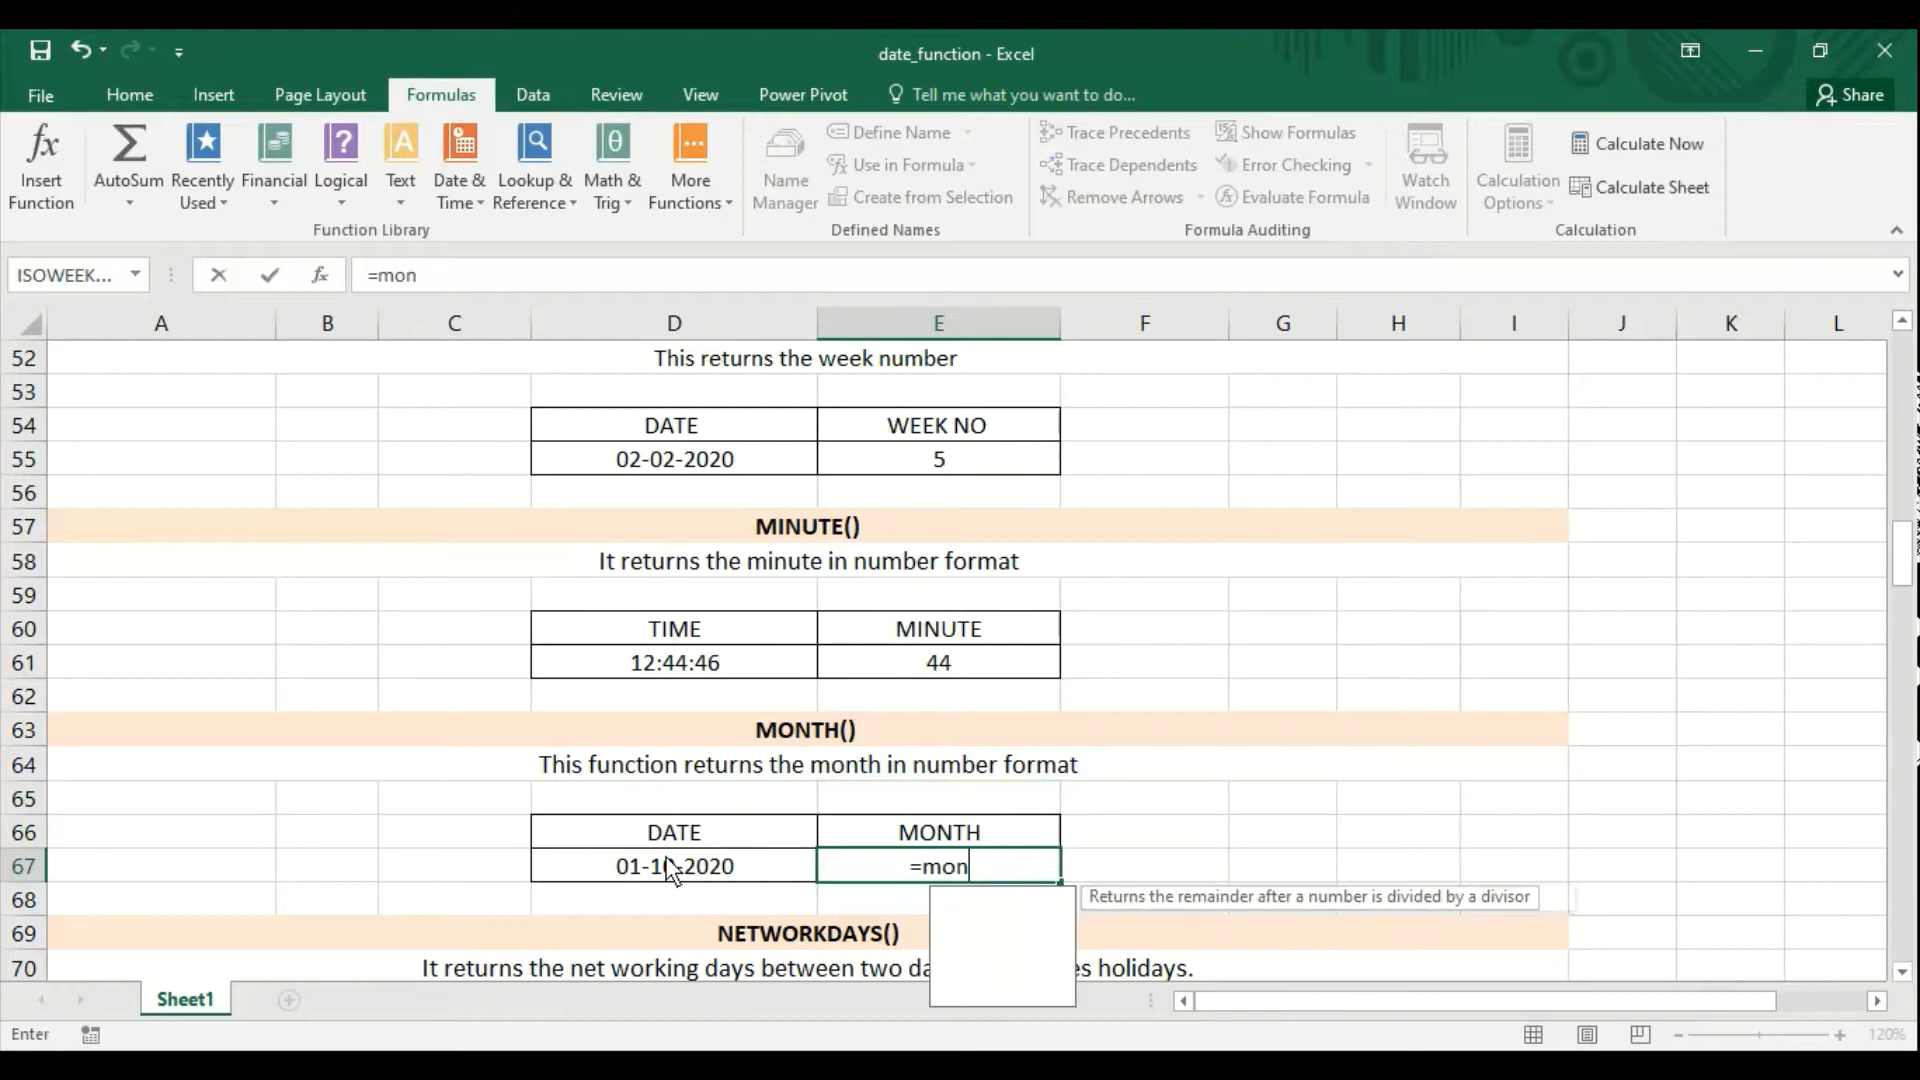 date_function - Excel
File Home Insert Page Layout Formulas Data Review View Power Pivot Tell me what you want to do... Share
fx
Insert Function
AutoSum
Recently Used
Financial
Logical
Text
Date & Time
Lookup & Reference
Math & Trig
More Functions
Function Library
Name Manager
Define Name
Use in Formula
Create from Selection
Defined Names
Trace Precedents
Trace Dependents
Remove Arrows
Show Formulas
Error Checking
Evaluate Formula
Formula Auditing
Watch Window
Calculation Options
Calculate Now
Calculate Sheet
Calculation
ISOWEEK... fx =mon
A B C D E F G H I J K L
52 This returns the week number
53
54 DATE WEEK NO
55 02-02-2020 5
56
57 MINUTE()
58 It returns the minute in number format
59
60 TIME MINUTE
61 12:44:46 44
62
63 MONTH()
64 This function returns the month in number format
65
66 DATE MONTH
67 01-1 -2020 =mon
68 Returns the remainder after a number is divided by a divisor
69 NETWORKDAYS()
70 It returns the net working days between two holidays.
Sheet1
Enter 120%